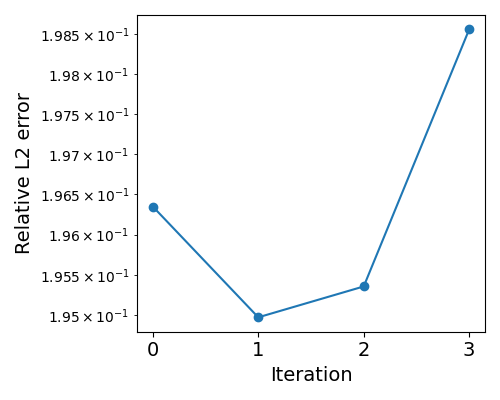 1.985 × 10⁻¹
1.98 × 10⁻¹
1.975 × 10⁻¹
1.97 × 10⁻¹
1.965 × 10⁻¹
1.96 × 10⁻¹
1.955 × 10⁻¹
1.95 × 10⁻¹
Relative L2 error
0 1 2 3
Iteration